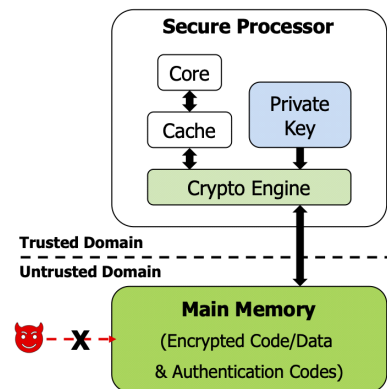 Secure Processor
Core
Private
Key
Cache
Crypto Engine
Trusted Domain
Untrusted Domain
Main Memory
(Encrypted Code/Data
& Authentication Codes)
X